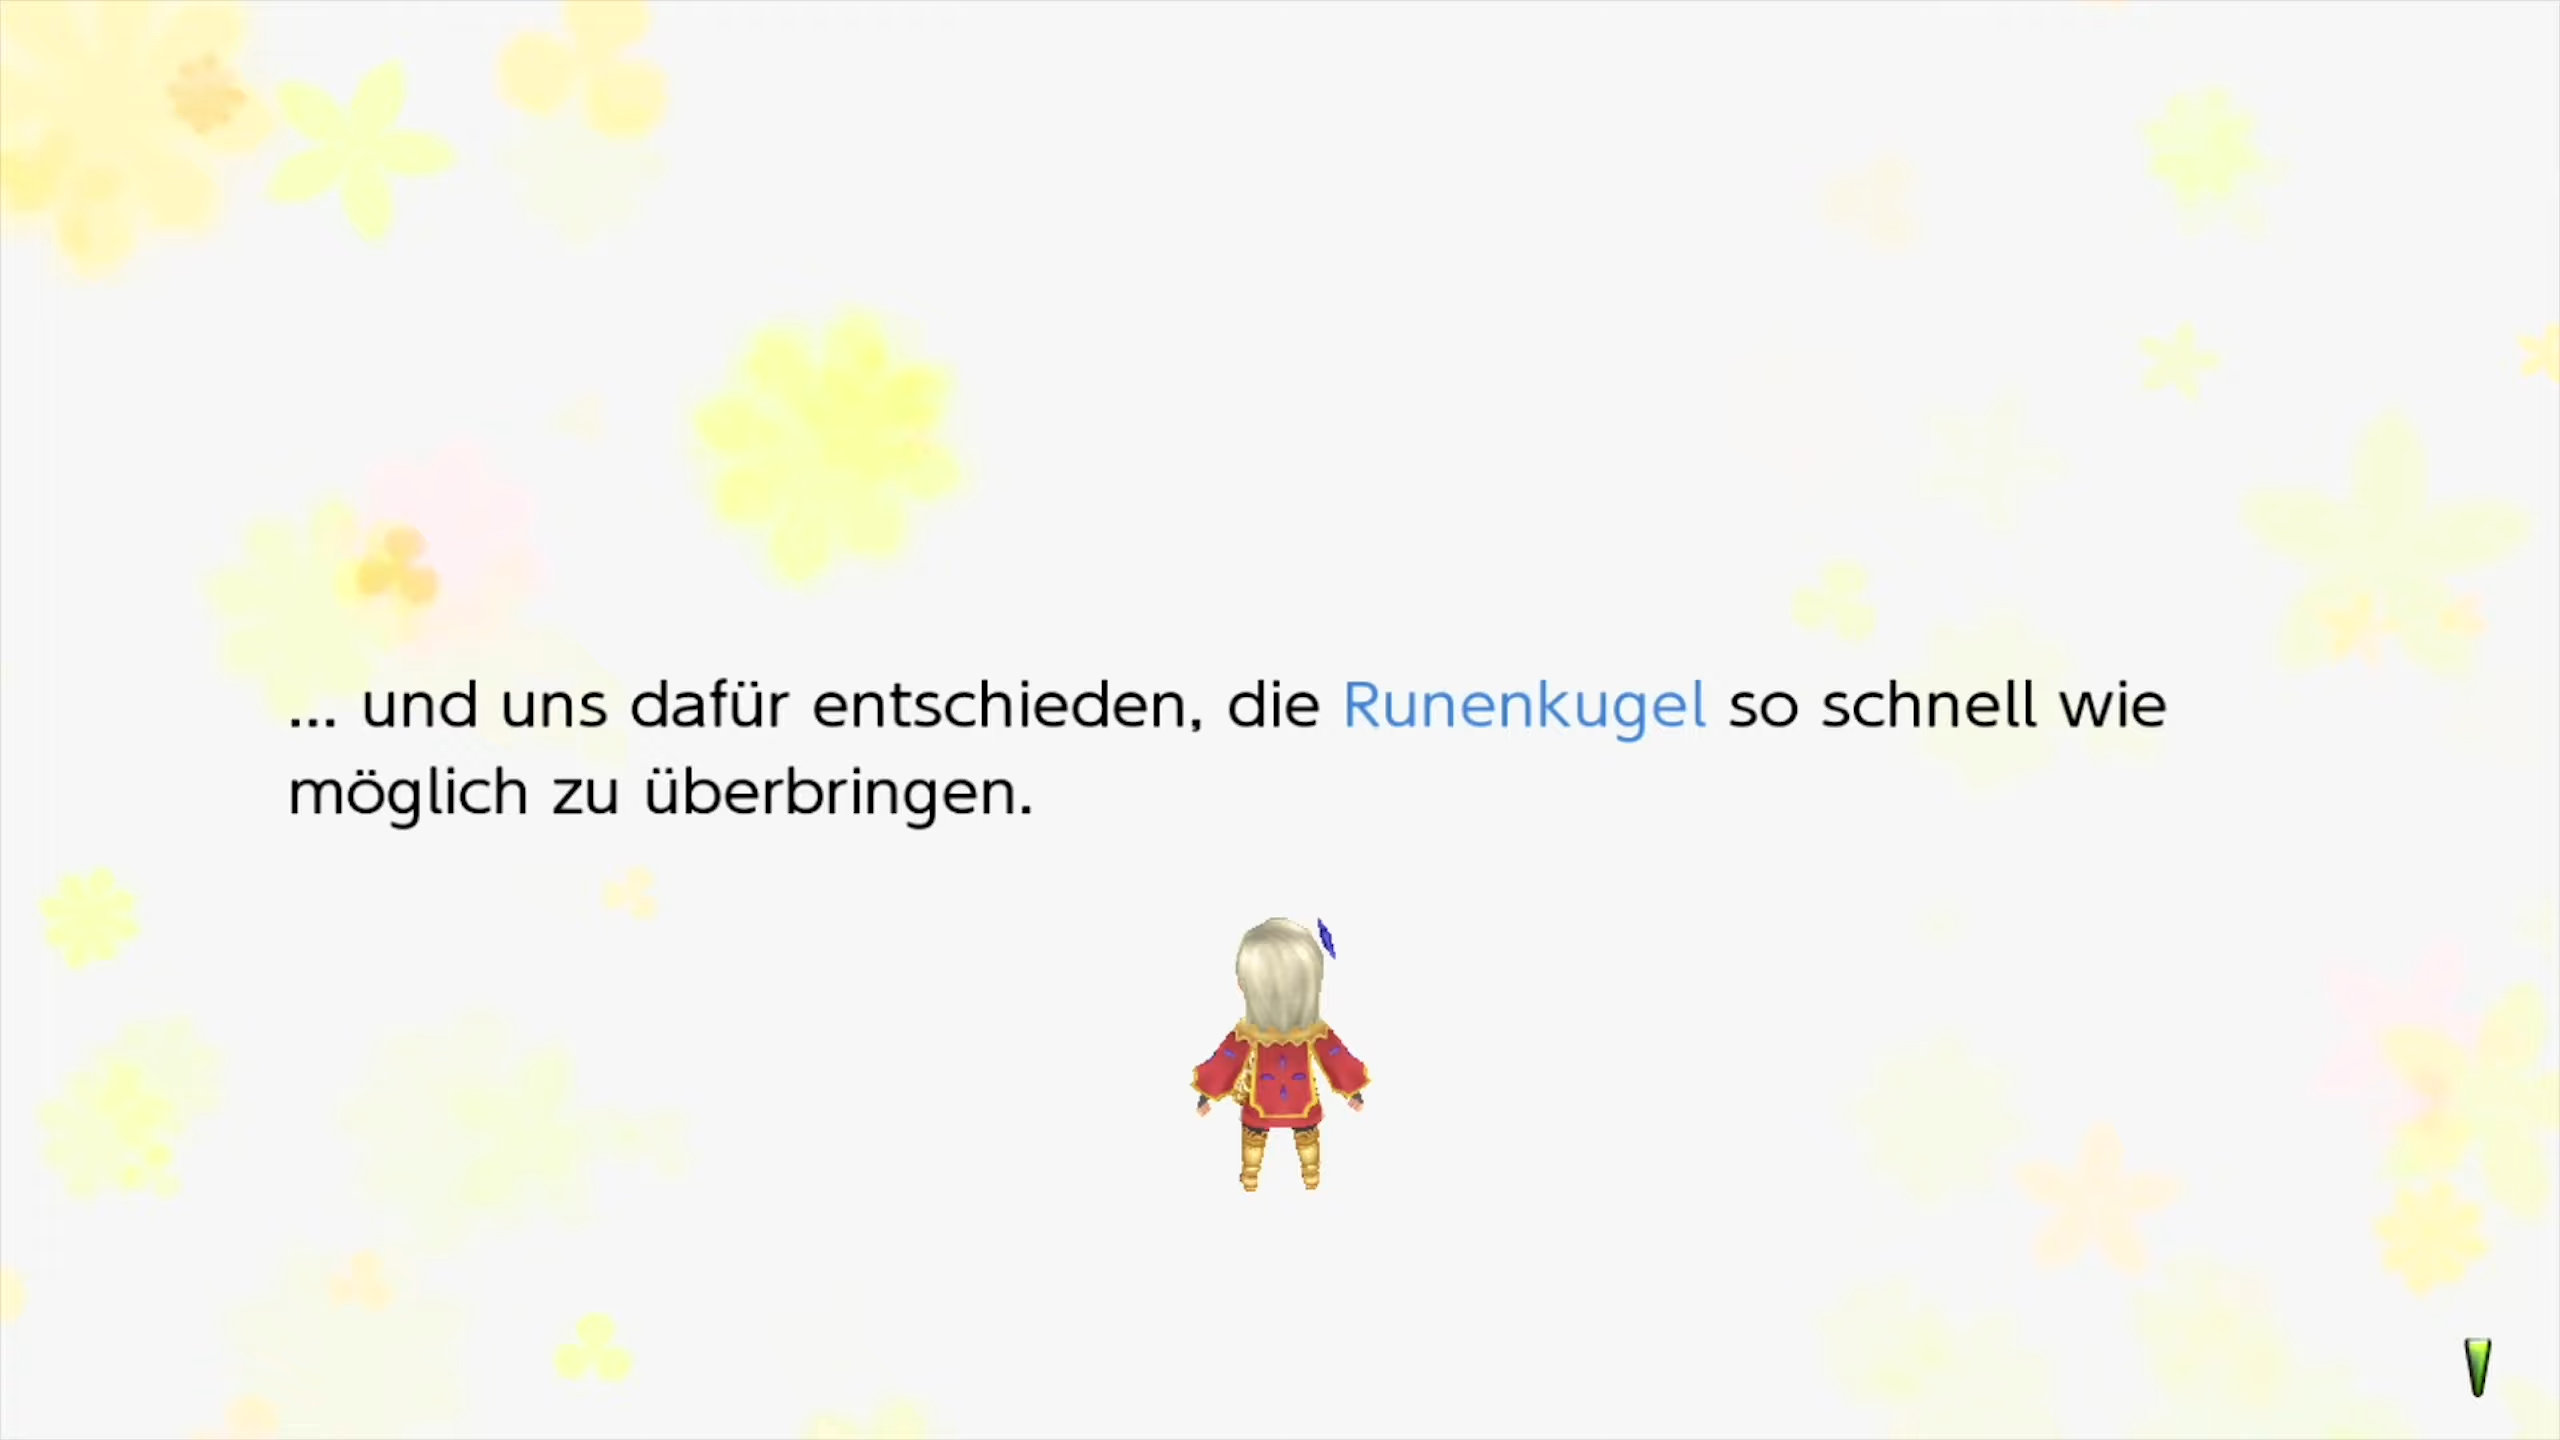 ... und uns dafür entschieden, die Runenkugel so schnell wie
möglich zu überbringen.